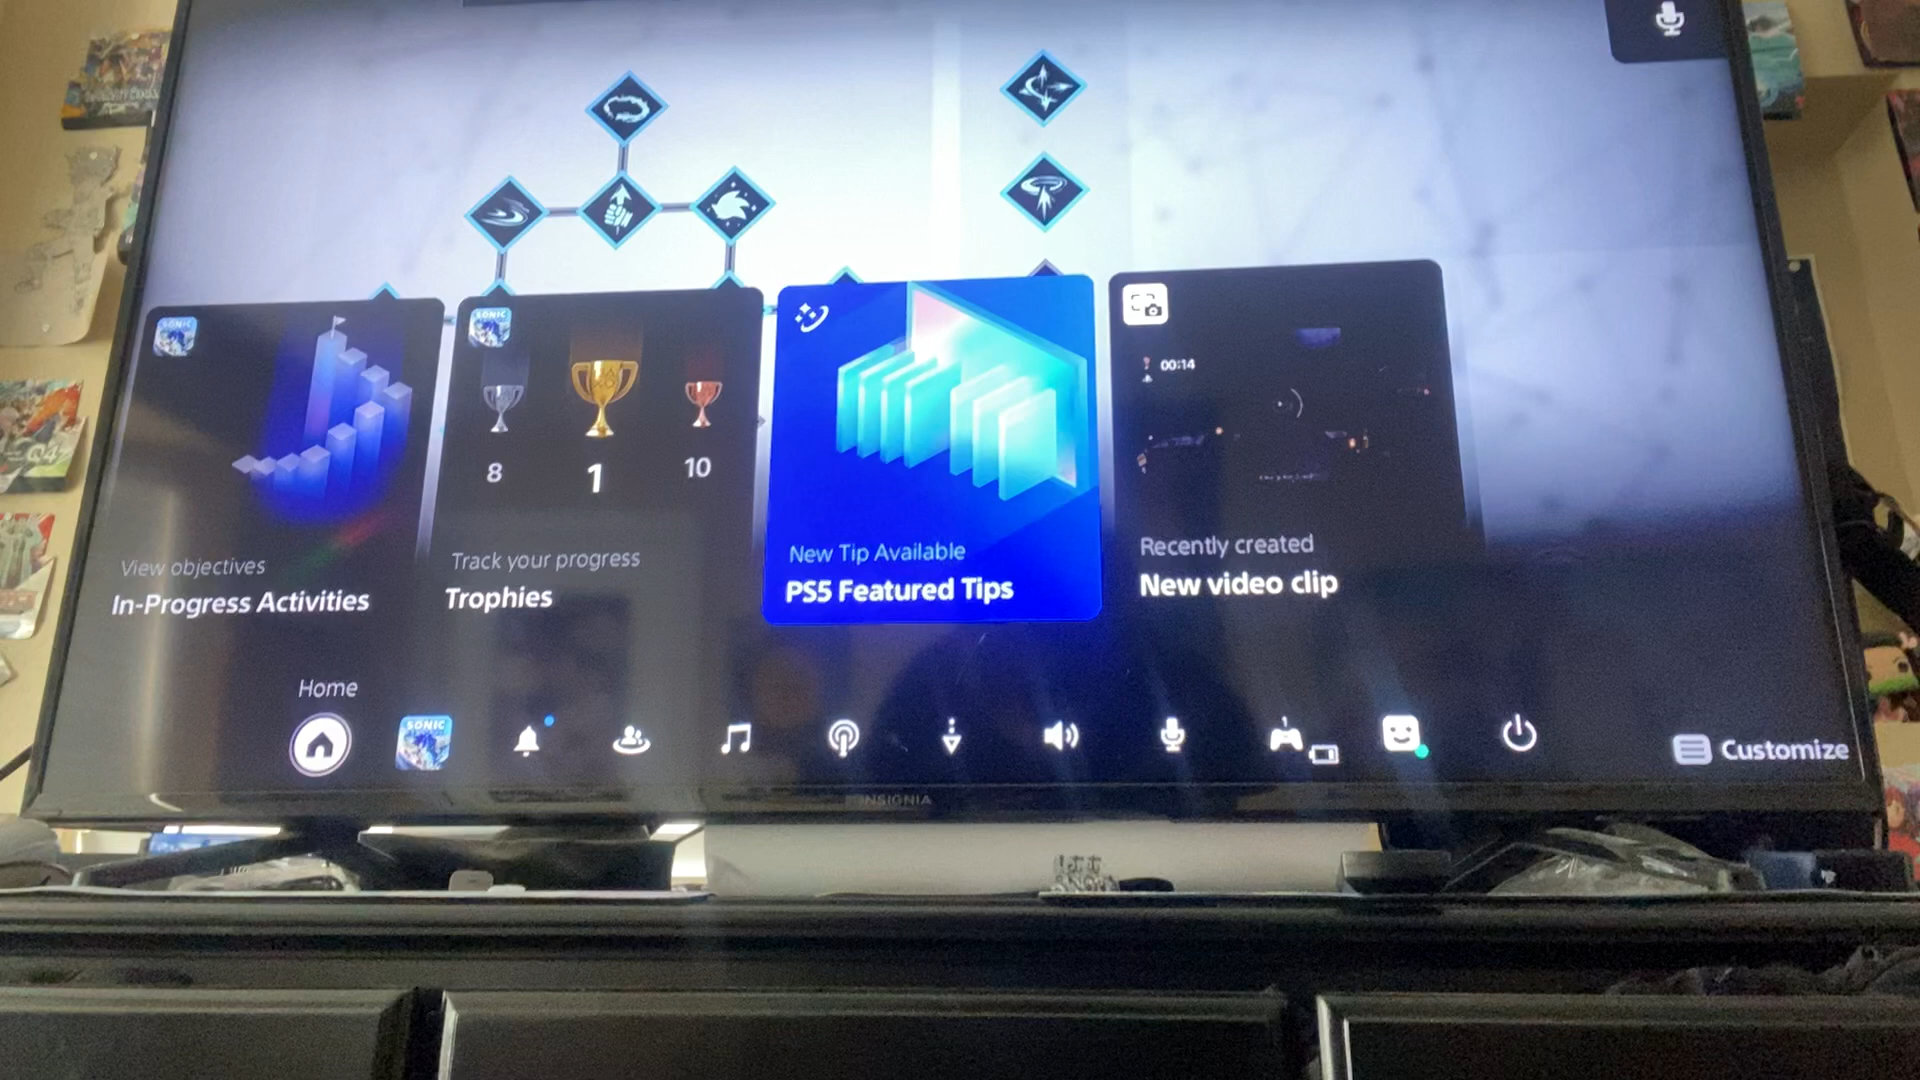 SONIC
SONIC
8
1
10
00:14
View objectives
In-Progress Activities
Track your progress
Trophies
New Tip Available
PS5 Featured Tips
Recently created
New video clip
Home
SONIC
Customize
INSIGNIA